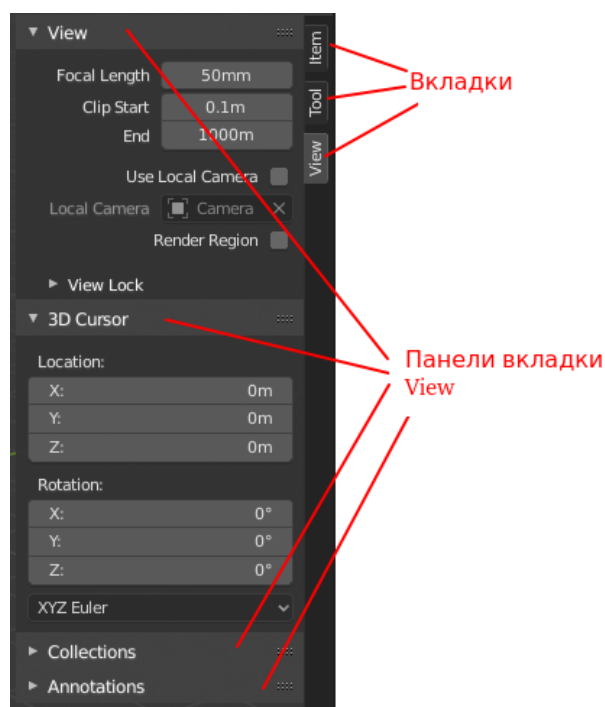 View
Focal Length 50mm
Clip Start 0.1m
End 1000m
Use Local Camera
Local Camera Camera
Render Region
View Lock
3D Cursor
Location:
X: 0m
Y: 0m
Z: 0m
Rotation:
X: 0°
Y: 0°
Z: 0°
XYZ Euler
Collections
Annotations
Item
Tool
View
Вкладки
Панели вкладки
View